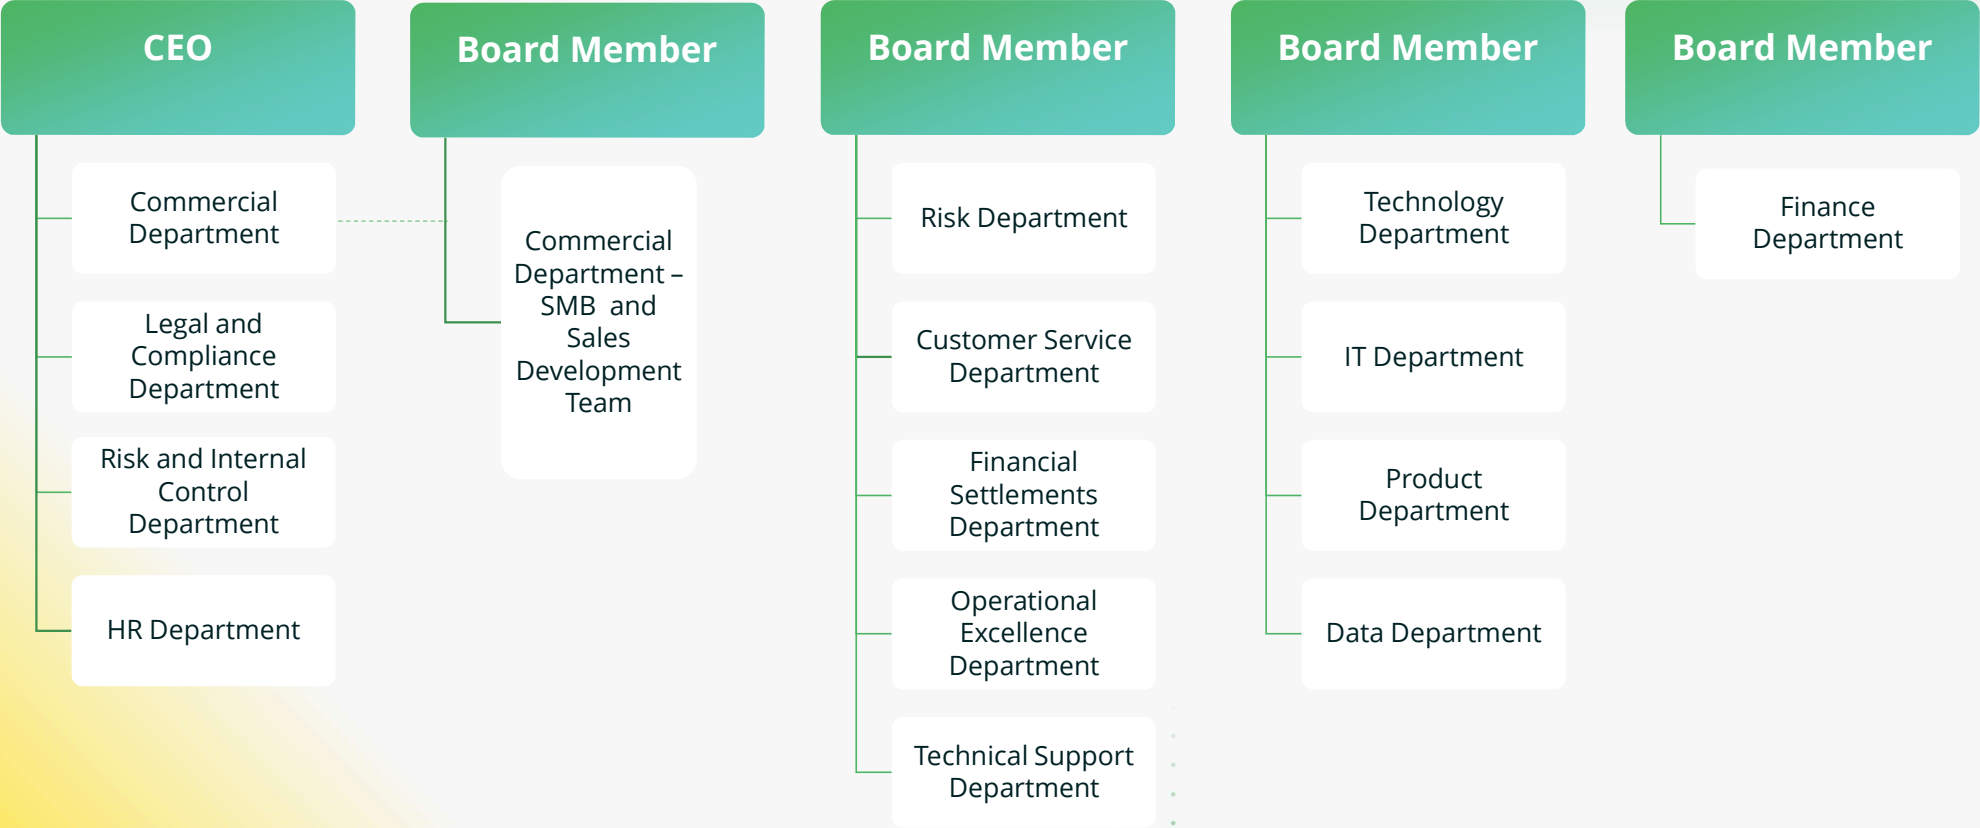 CEO
Commercial
Department
Legal and
Compliance
Department
Risk and Internal
Control
Department
HR Department
Board Member
Commercial
Department –
SMB  and
Sales
Development
Team
Board Member
Risk Department
Customer Service
Department
Financial
Settlements
Department
Operational
Excellence
Department
Technical Support
Department
Board Member
Technology
Department
IT Department
Product
Department
Data Department
Board Member
Finance
Department